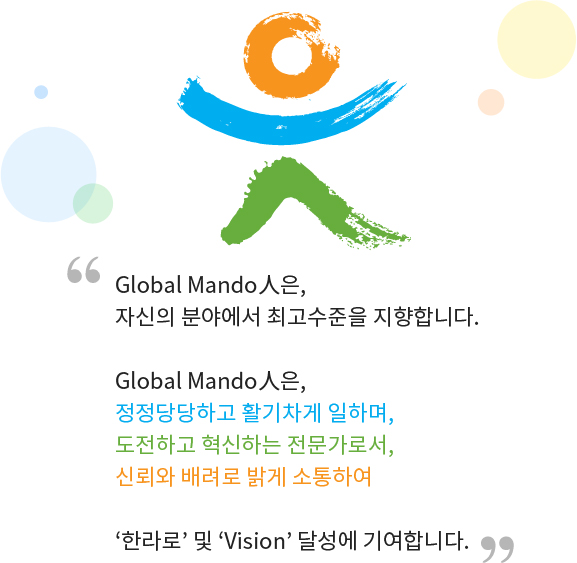 “
Global Mando人은,
자신의 분야에서 최고수준을 지향합니다.
Global Mando人은,
정정당당하고 활기차게 일하며,
도전하고 혁신하는 전문가로서,
신뢰와 배려로 밝게 소통하여
‘한라로’ 및 ‘Vision’ 달성에 기여합니다. ”